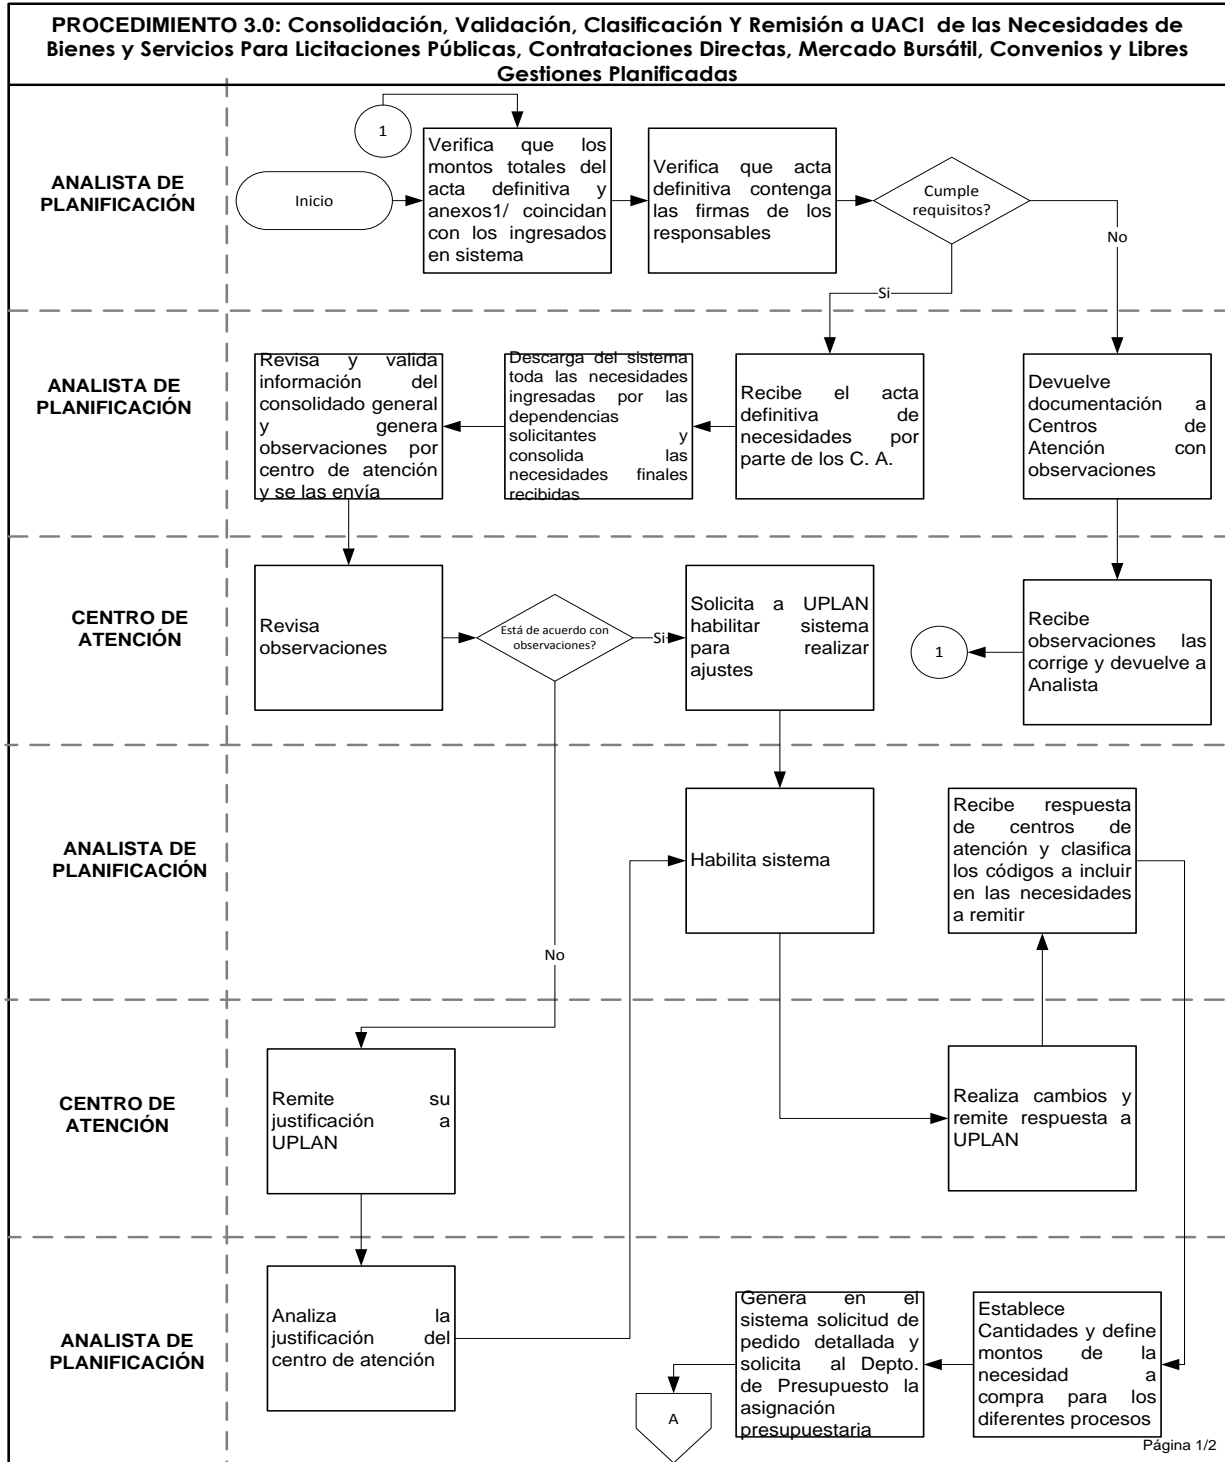 PROCEDIMIENTO 3.0: Consolidación, Validación, Clasificación Y Remisión a UACI de las Necesidades de
Bienes y Servicios Para Licitaciones Públicas, Contrataciones Directas, Mercado Bursátil, Convenios y Libres
Gestiones Planificadas
ANALISTA DE
PLANIFICACIÓN
Inicio
1
Verifica que los
montos totales del
acta definitiva y
anexos1/ coincidan
con los ingresados
en sistema
Verifica que acta
definitiva contenga
las firmas de los
responsables
Cumple
requisitos?
No
Si
ANALISTA DE
PLANIFICACIÓN
Revisa y valida
información del
consolidado general
y genera
observaciones por
centro de atención
y se las envía
Descarga del sistema
toda las necesidades
ingresadas por las
dependencias
solicitantes y
consolida las
necesidades finales
recibidas
Recibe el acta
definitiva de
necesidades por
parte de los C. A.
Devuelve
documentación a
Centros de
Atención con
observaciones
CENTRO DE
ATENCIÓN
Revisa
observaciones
Está de acuerdo con
observaciones?
Si
Solicita a UPLAN
habilitar sistema
para realizar
ajustes
1
Recibe
observaciones las
corrige y devuelve a
Analista
ANALISTA DE
PLANIFICACIÓN
No
Habilita sistema
Recibe respuesta
de centros de
atención y clasifica
los códigos a incluir
en las necesidades
a remitir
CENTRO DE
ATENCIÓN
Remite su
justificación a
UPLAN
Realiza cambios y
remite respuesta a
UPLAN
ANALISTA DE
PLANIFICACIÓN
Analiza la
justificación del
centro de atención
A
Genera en el
sistema solicitud de
pedido detallada y
solicita al Depto.
de Presupuesto la
asignación
presupuestaria
Establece
Cantidades y define
montos de la
necesidad a
compra para los
diferentes procesos
Página 1/2